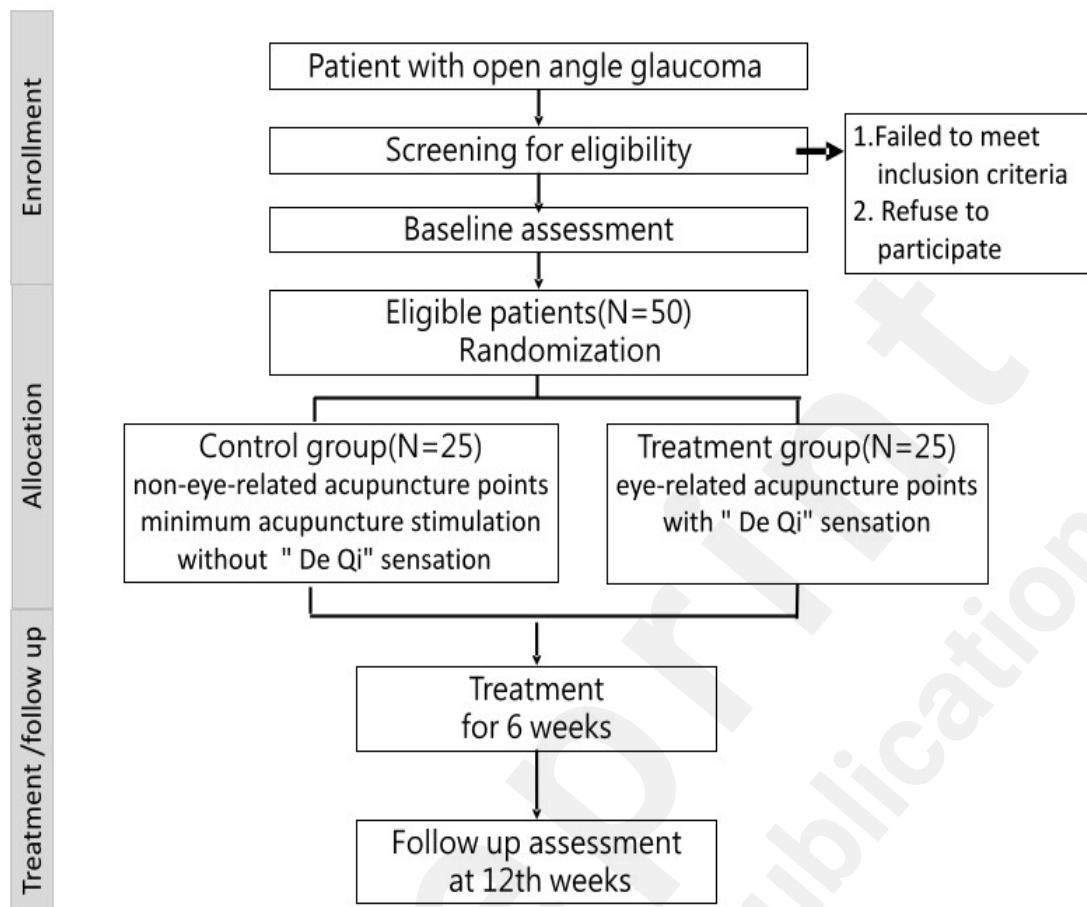 Enrollment
Patient with open angle glaucoma
Screening for eligibility
1.Failed to meet
inclusion criteria
2. Refuse to
participate
Baseline assessment
Allocation
Eligible patients(N=50)
Randomization
Control group(N=25)
non-eye-related acupuncture points
minimum acupuncture stimulation
without " De Qi" sensation
Treatment group(N=25)
eye-related acupuncture points
with " De Qi" sensation
Treatment /follow up
Treatment
for 6 weeks
Follow up assessment
at 12th weeks
print
ublication